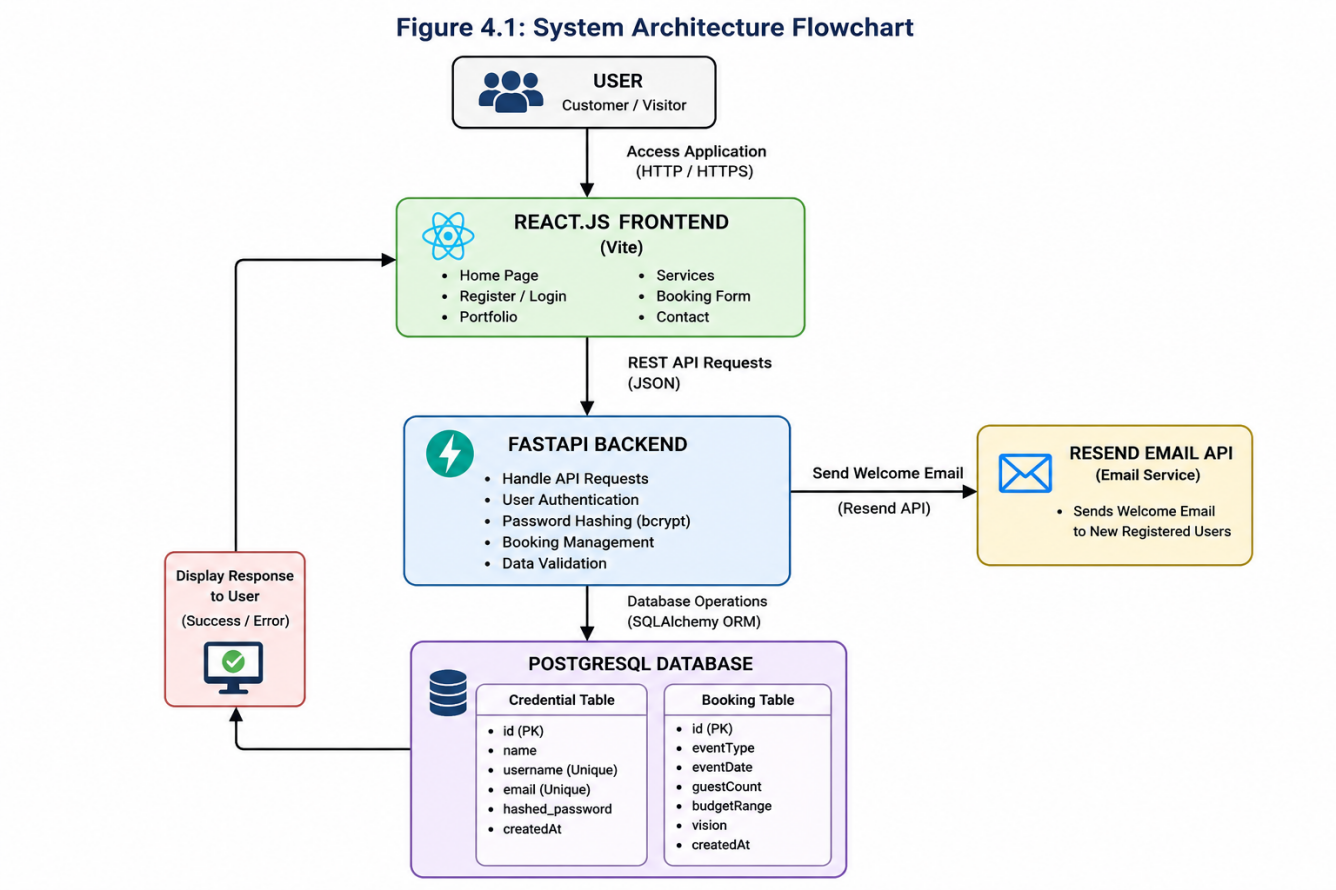 Figure 4.1: System Architecture Flowchart
USER
Customer / Visitor
Access Application
(HTTP / HTTPS)
REACT.JS FRONTEND
(Vite)
• Home Page
• Register / Login
• Portfolio
• Services
• Booking Form
• Contact
REST API Requests
(JSON)
FASTAPI BACKEND
• Handle API Requests
• User Authentication
• Password Hashing (bcrypt)
• Booking Management
• Data Validation
Send Welcome Email
(Resend API)
RESEND EMAIL API
(Email Service)
• Sends Welcome Email
to New Registered Users
Display Response
to User
(Success / Error)
Database Operations
(SQLAlchemy ORM)
POSTGRESQL DATABASE
Credential Table
• id (PK)
• name
• username (Unique)
• email (Unique)
• hashed_password
• createdAt
Booking Table
• id (PK)
• eventType
• eventDate
• guestCount
• budgetRange
• vision
• createdAt